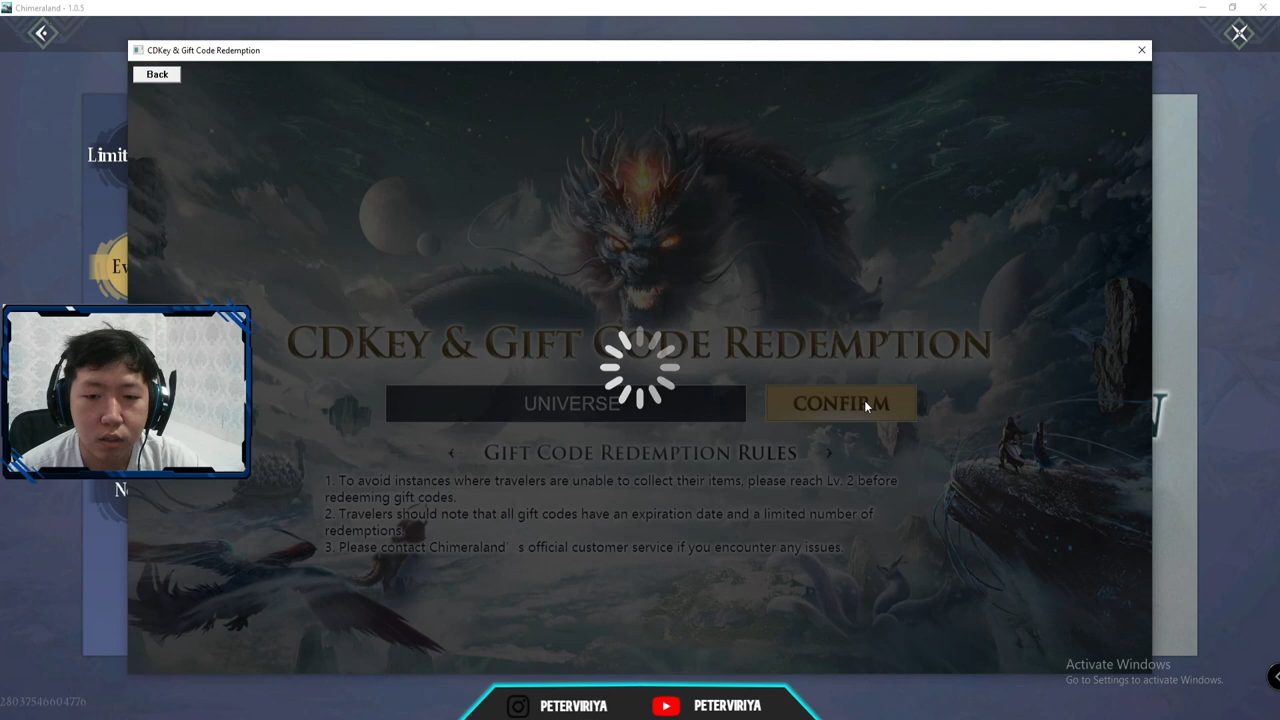 Chimeraland - 1.0.5
CDKey & Gift Code Redemption
Back
Limit
Ev
CDKey & Gift Code Redemption
UNIVERSE
CONFIRM
‹ Gift Code Redemption Rules ›
1. To avoid instances where travelers are unable to collect their items, please reach Lv. 2 before
redeeming gift codes.
2. Travelers should note that all gift codes have an expiration date and a limited number of
redemptions.
3. Please contact Chimeraland's official customer service if you encounter any issues.
Activate Windows
Go to Settings to activate Windows.
28037546604776
PETERVIRIYA
PETERVIRIYA